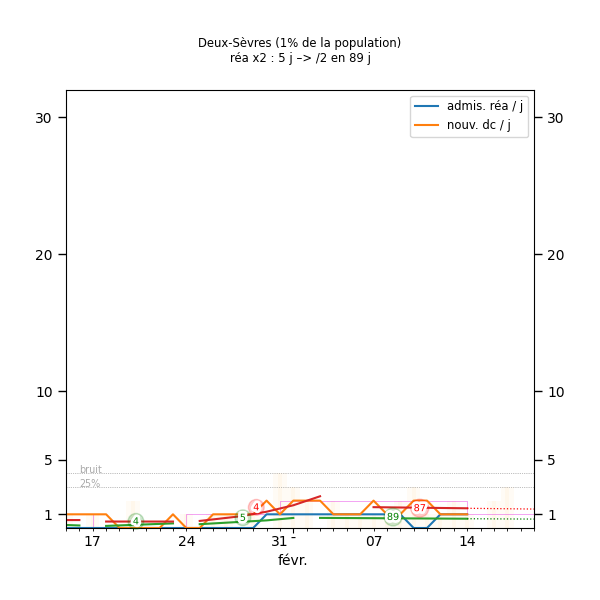 Deux-Sèvres (1% de la population)
réa x2 : 5 j –> /2 en 89 j
admis. réa / j
nouv. dc / j
30 30
20 20
10 10
5 5
bruit
25%
1 1
4 5 4 89 87
17 24 31 07 14
févr.